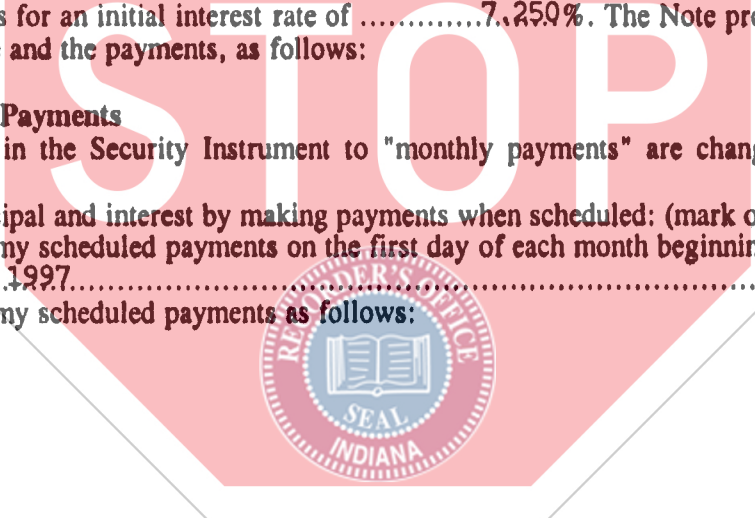 s for an initial interest rate of .............7.250%. The Note pr
and the payments, as follows:
Payments
in the Security Instrument to "monthly payments" are chan
ipal and interest by making payments when scheduled: (mark o
my scheduled payments on the first day of each month beginni
.1997
my scheduled payments as follows:
STOP
RECORDER'S OFFICE
SEAL
INDIANA